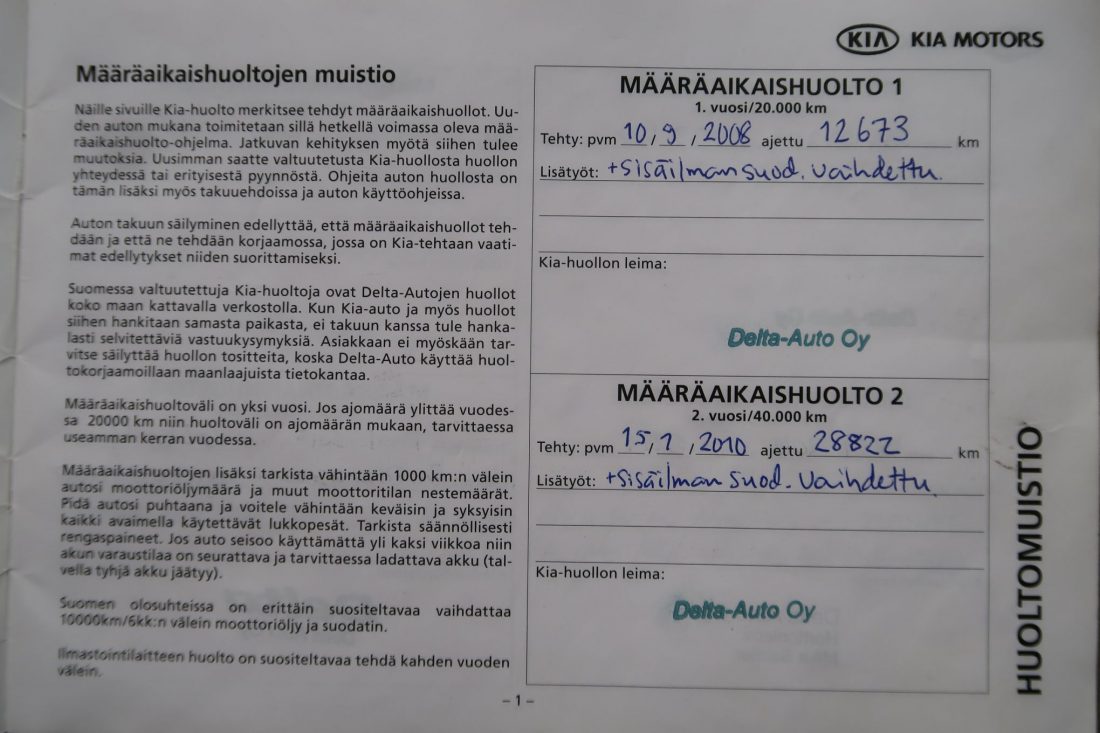 KIA KIA MOTORS
Määräaikaishuoltojen muistio
Näille sivuille Kia-huolto merkitsee tehdyt määräaikaishuollot. Uu-
den auton mukana toimitetaan sillä hetkellä voimassa oleva mää-
räaikaishuolto-ohjelma. Jatkuvan kehityksen myötä siihen tulee
muutoksia. Uusimman saatte valtuutetusta Kia-huollosta huollon
yhteydessä tai erityisestä pyynnöstä. Ohjeita auton huollosta on
tämän lisäksi myös takuuehdoissa ja auton käyttöohjeissa.
Auton takuun säilyminen edellyttää, että määräaikaishuollot teh-
dään ja että ne tehdään korjaamossa, jossa on Kia-tehtaan vaati-
mat edellytykset niiden suorittamiseksi.
Suomessa valtuutettuja Kia-huoltoja ovat Delta-Autojen huollot
koko maan kattavalla verkostolla. Kun Kia-auto ja myös huollot
siihen hankitaan samasta paikasta, ei takuun kanssa tule hanka-
lasti selvitettäviä vastuukysymyksiä. Asiakkaan ei myöskään tar-
vitse säilyttää huollon tositteita, koska Delta-Auto käyttää huol-
tokorjaamoillaan maanlaajuista tietokantaa.
Määräaikaishuoltoväli on yksi vuosi. Jos ajomäärä ylittää vuodes-
sa 20000 km niin huoltoväli on ajomäärän mukaan, tarvittaessa
useamman kerran vuodessa.
Määräaikaishuoltojen lisäksi tarkista vähintään 1000 km:n välein
autosi moottoriöljymäärä ja muut moottoritilan nestemäärät.
Pidä autosi puhtaana ja voitele vähintään keväisin ja syksyisin
kaikki avaimella käytettävät lukkopesät. Tarkista säännöllisesti
rengaspaineet. Jos auto seisoo käyttämättä yli kaksi viikkoa niin
akun varaustilaa on seurattava ja tarvittaessa ladattava akku (tal-
vella tyhjä akku jäätyy).
Suomen olosuhteissa on erittäin suositeltavaa vaihdattaa
10000km/6kk:n välein moottoriöljy ja suodatin.
Ilmastointilaitteen huolto on suositeltavaa tehdä kahden vuoden
välein.
MÄÄRÄAIKAISHUOLTO 1
1. vuosi/20.000 km
Tehty: pvm 10/9/2008 ajettu 12673 km
Lisätyöt: +sisäilmansuod. vaihdettu.
Kia-huollon leima:
Delta-Auto Oy
MÄÄRÄAIKAISHUOLTO 2
2. vuosi/40.000 km
Tehty: pvm 15/1/2010 ajettu 28822 km
Lisätyöt: +sisäilmansuod. vaihdettu.
Kia-huollon leima:
Delta-Auto Oy
HUOLTOMUISTIO
– 1 –